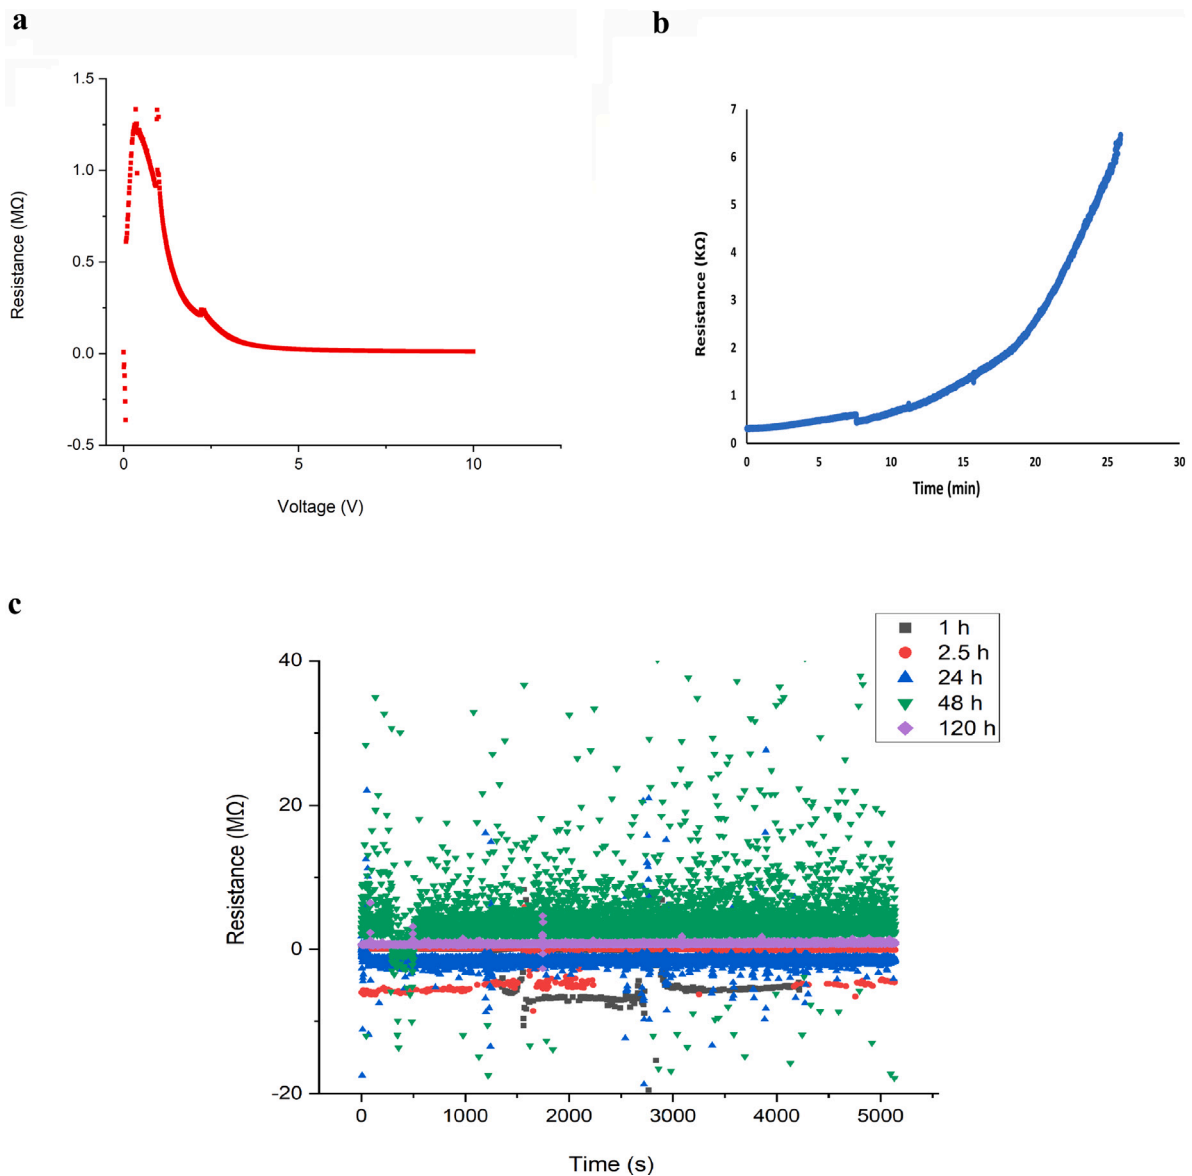 a
1.5
1.0
0.5
0.0
-0.5
Resistance (MΩ)
0
5
10
Voltage (V)
b
7
6
5
4
3
2
1
0
Resistance (KΩ)
0
5
10
15
20
25
30
Time (min)
c
1 h
2.5 h
24 h
48 h
120 h
40
20
0
-20
Resistance (MΩ)
0
1000
2000
3000
4000
5000
Time (s)